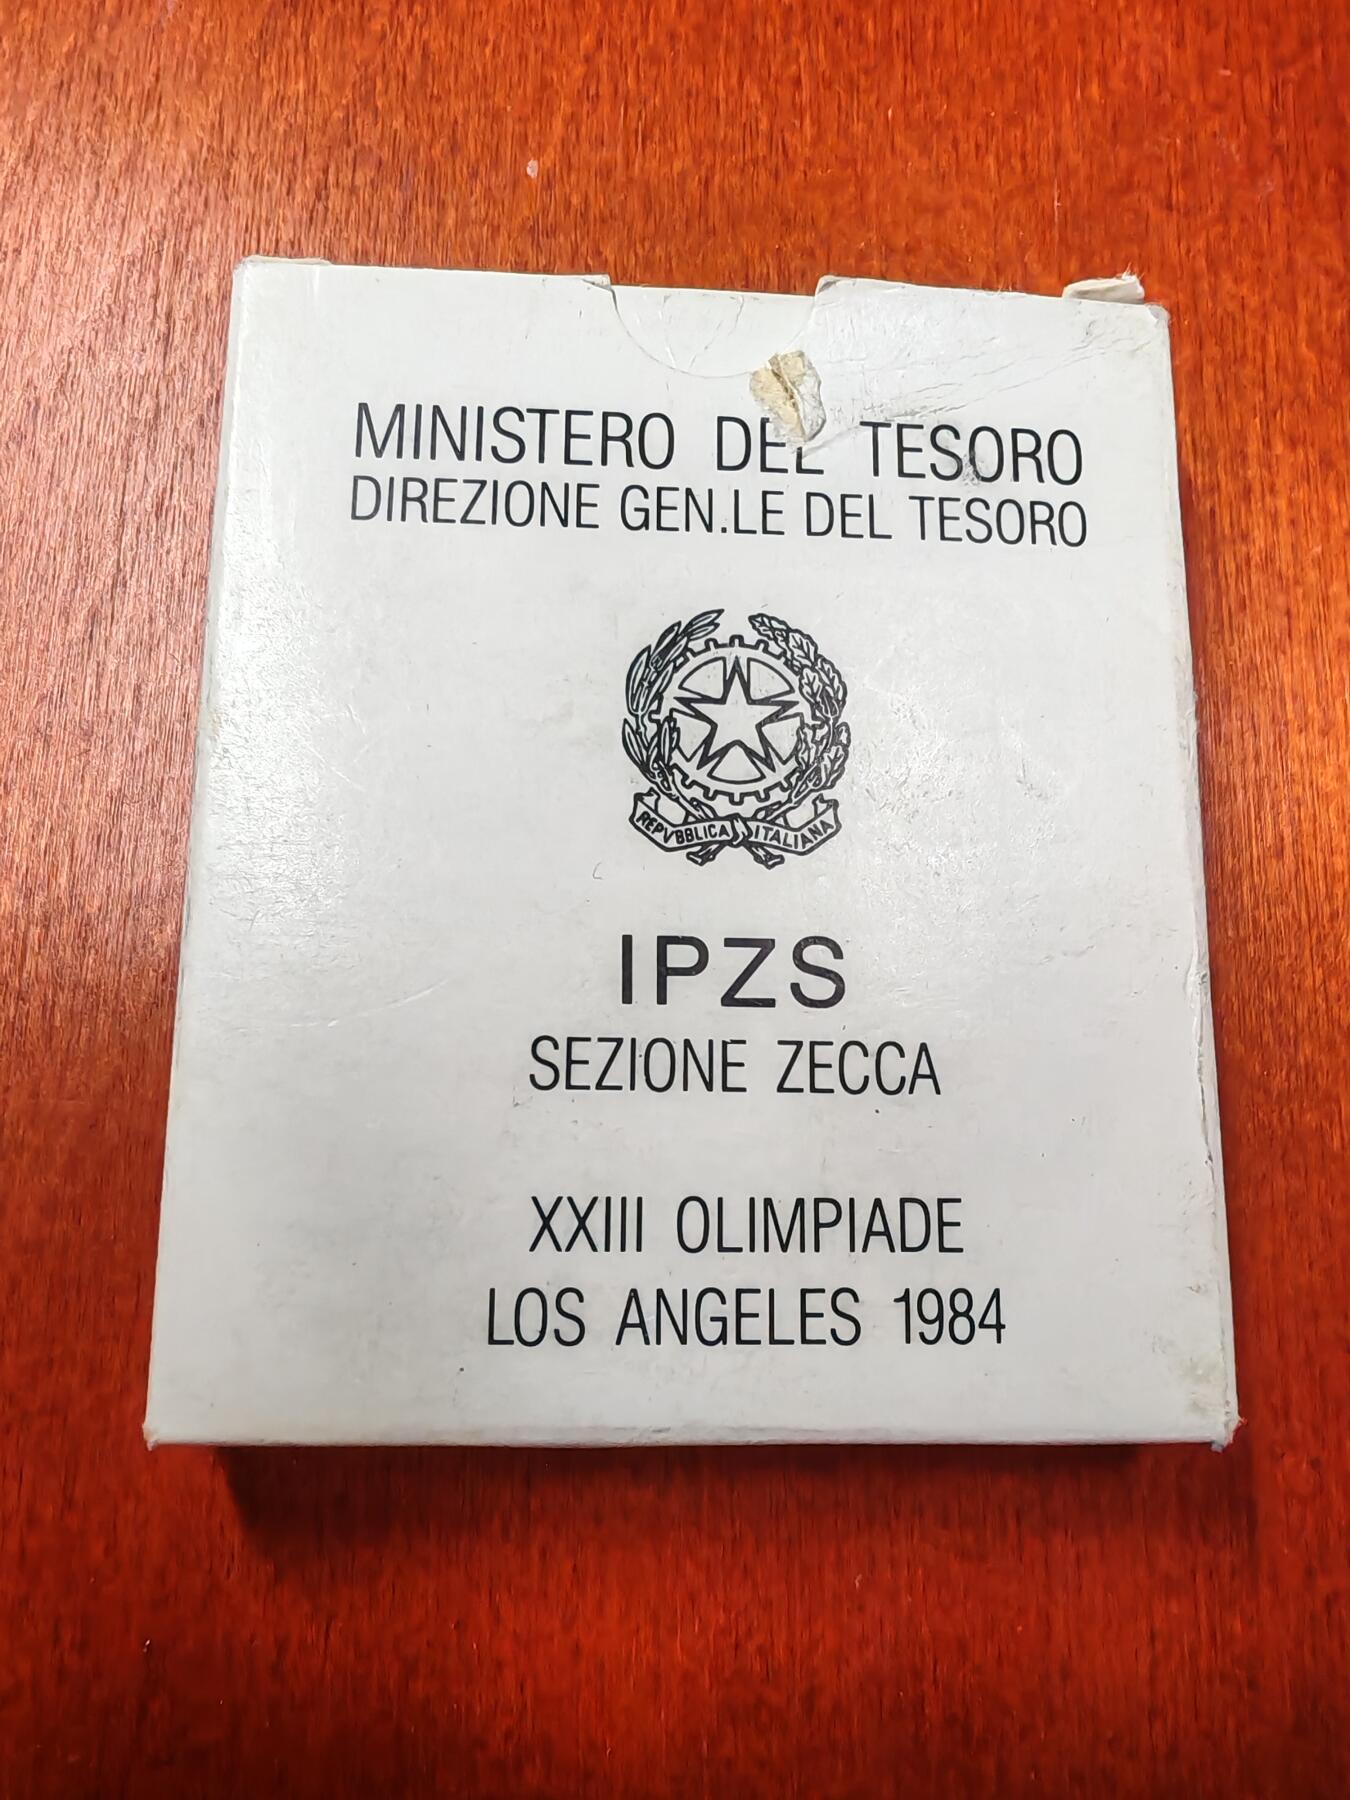 MINISTERO DEL TESORO
DIREZIONE GEN.LE DEL TESORO
REPVBBLICA ITALIANA
IPZS
SEZIONE ZECCA
XXIII OLIMPIADE
LOS ANGELES 1984